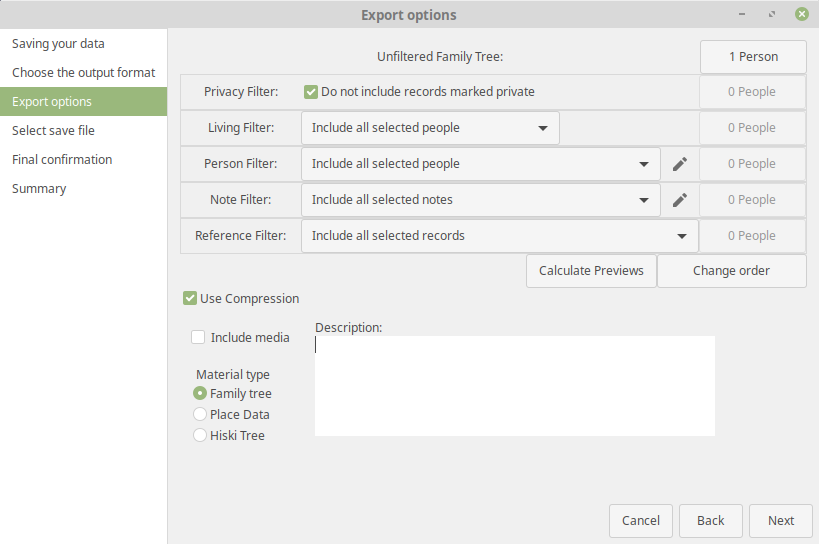 Export options
Saving your data
Choose the output format
Export options
Select save file
Final confirmation
Summary
Unfiltered Family Tree: 1 Person
Privacy Filter: Do not include records marked private 0 People
Living Filter: Include all selected people 0 People
Person Filter: Include all selected people 0 People
Note Filter: Include all selected notes 0 People
Reference Filter: Include all selected records 0 People
Calculate Previews Change order
Use Compression
Include media
Description:
Material type
Family tree
Place Data
Hiski Tree
Cancel Back Next